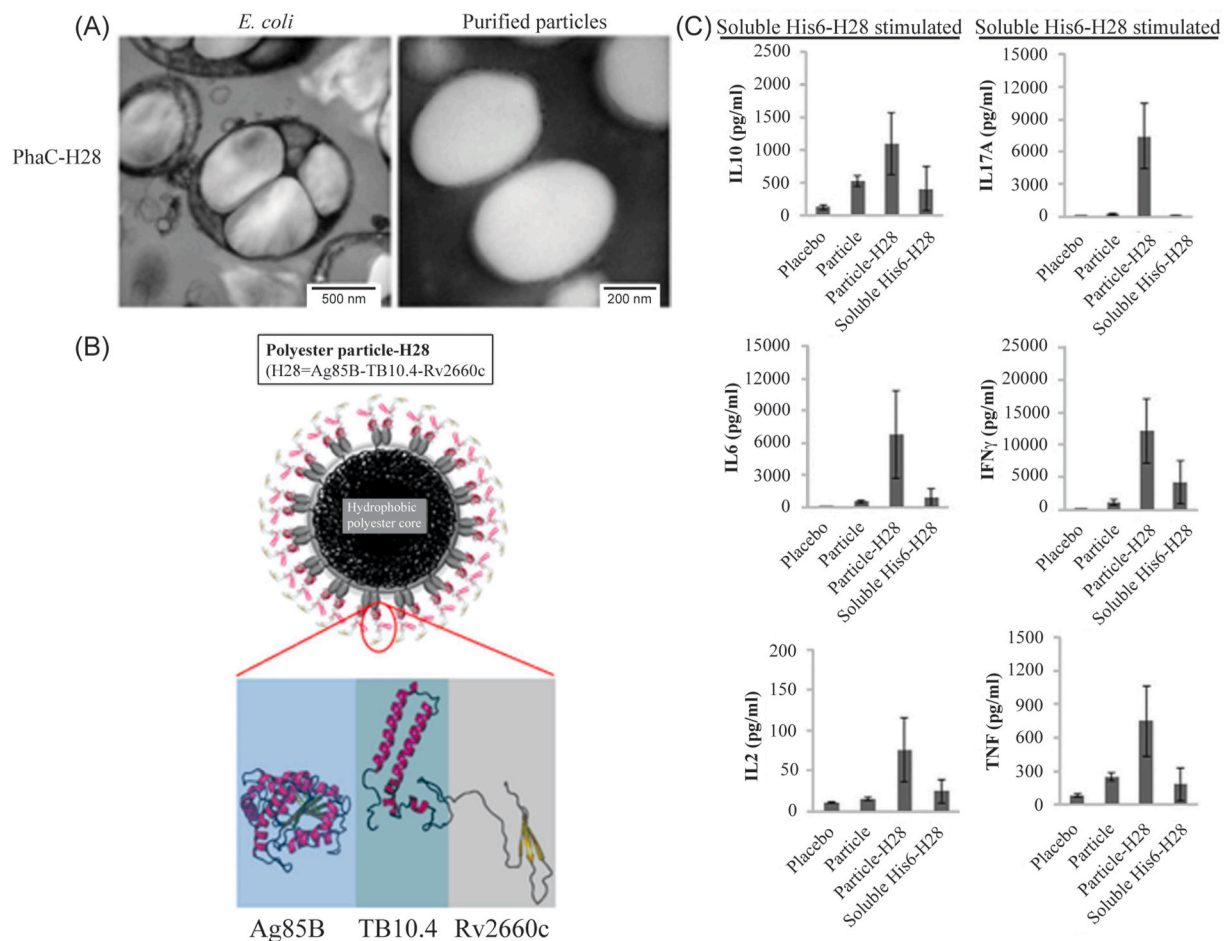 (A)
E. coli
Purified particles
PhaC-H28
500 nm
200 nm
(B)
Polyester particle-H28
(H28=Ag85B-TB10.4-Rv2660c
Hydrophobic
polyester core
Ag85B
TB10.4
Rv2660c
(C)
Soluble His6-H28 stimulated
Soluble His6-H28 stimulated
IL10 (pg/ml)
2500
2000
1500
1000
500
0
Placebo
Particle
Particle-H28
Soluble His6-H28
IL17A (pg/ml)
15000
12000
9000
6000
3000
0
Placebo
Particle
Particle-H28
Soluble His6-H28
IL6 (pg/ml)
15000
12000
9000
6000
3000
0
Placebo
Particle
Particle-H28
Soluble His6-H28
IFNγ (pg/ml)
25000
20000
15000
10000
5000
0
Placebo
Particle
Particle-H28
Soluble His6-H28
IL2 (pg/ml)
200
150
100
50
0
Placebo
Particle
Particle-H28
Soluble His6-H28
TNF (pg/ml)
1500
1200
900
600
300
0
Placebo
Particle
Particle-H28
Soluble His6-H28